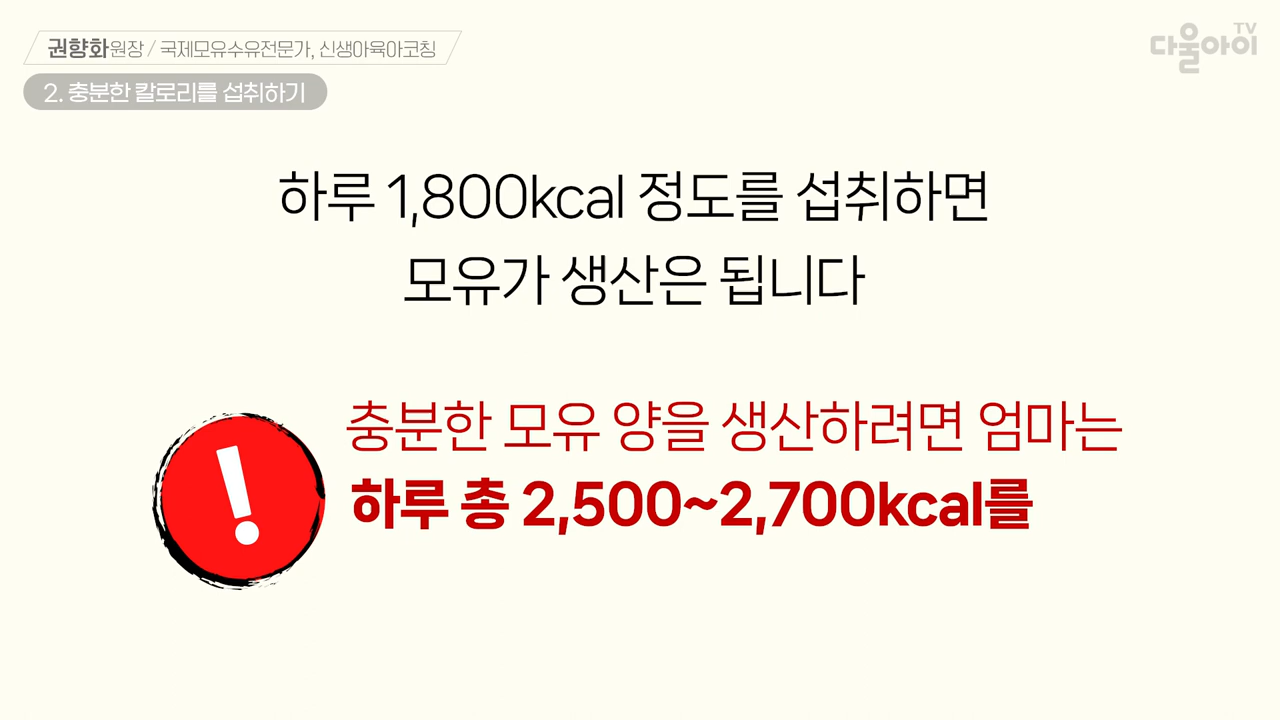 권향화원장 / 국제모유수유전문가, 신생아육아코칭
다울아이 TV
2. 충분한 칼로리를 섭취하기
하루 1,800kcal 정도를 섭취하면
모유가 생산은 됩니다
충분한 모유 양을 생산하려면 엄마는
하루 총 2,500~2,700kcal를